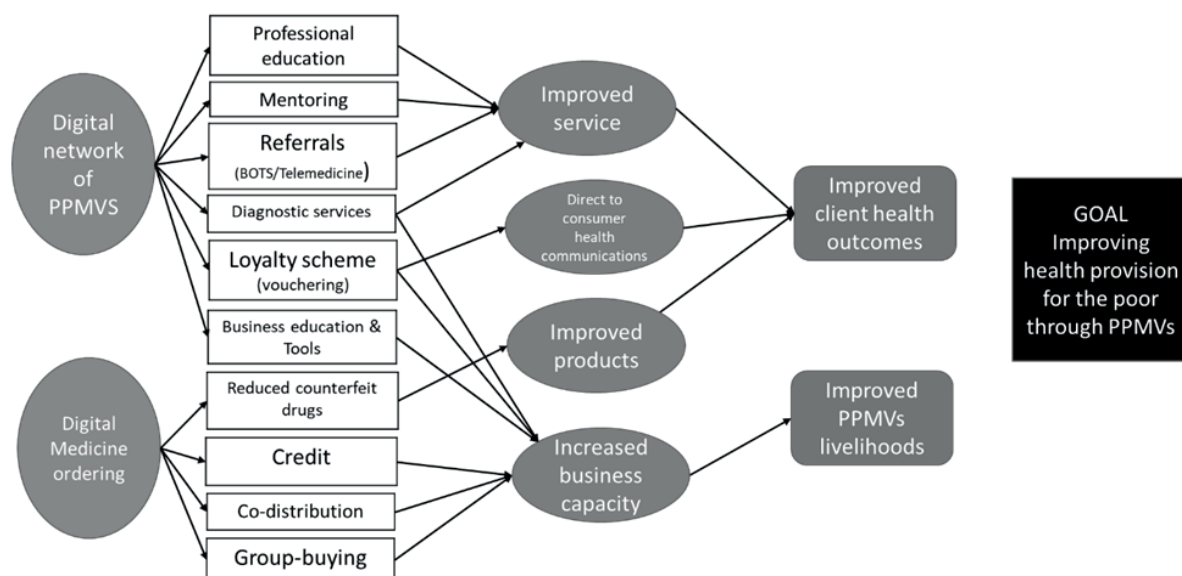 Digital
network
of
PPMVS
Digital
Medicine
ordering
Professional
education
Mentoring
Referrals
(BOTS/Telemedicine)
Diagnostic services
Loyalty scheme
(vouchering)
Business education &
Tools
Reduced counterfeit
drugs
Credit
Co-distribution
Group-buying
Improved
service
Direct to
consumer
health
communications
Improved
products
Increased
business
capacity
Improved
client health
outcomes
Improved
PPMVs
livelihoods
GOAL
Improving
health provision
for the poor
through PPMVs